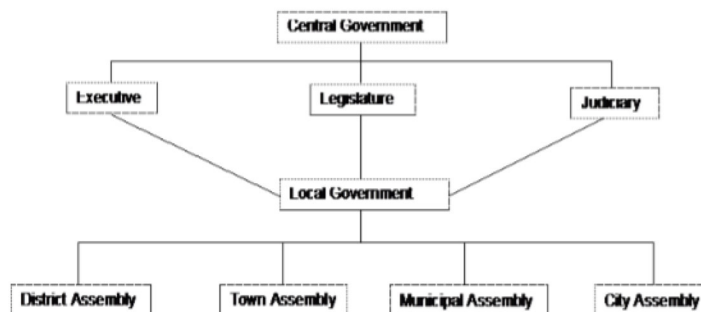 Central Government
Executive
Legislature
Judiciary
Local Government
District Assembly
Town Assembly
Municipal Assembly
City Assembly